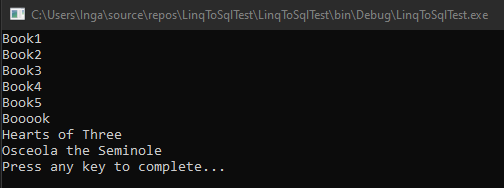 C:\Users\Inga\source\repos\LinqToSqlTest\LinqToSqlTest\bin\Debug\LinqToSqlTest.exe
Book1
Book2
Book3
Book4
Book5
Booook
Hearts of Three
Osceola the Seminole
Press any key to complete...